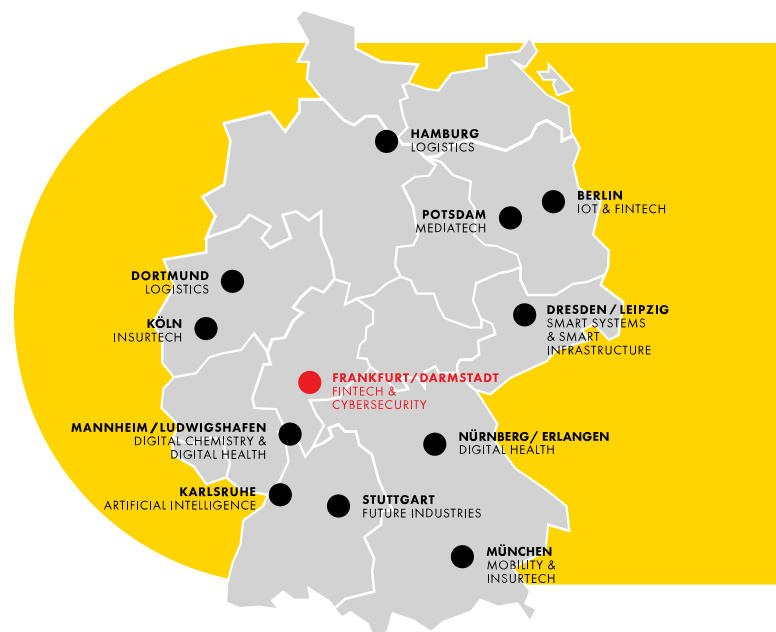 HAMBURG
LOGISTICS
BERLIN
IOT & FINTECH
POTSDAM
MEDIATECH
DORTMUND
LOGISTICS
DRESDEN/LEIPZIG
SMART SYSTEMS
& SMART
INFRASTRUCTURE
KÖLN
INSURTECH
FRANKFURT/DARMSTADT
FINTECH &
CYBERSECURITY
MANNHEIM/LUDWIGSHAFEN
DIGITAL CHEMISTRY &
DIGITAL HEALTH
NÜRNBERG/ ERLANGEN
DIGITAL HEALTH
KARLSRUHE
ARTIFICIAL INTELLIGENCE
STUTTGART
FUTURE INDUSTRIES
MÜNCHEN
MOBILITY &
INSURTECH